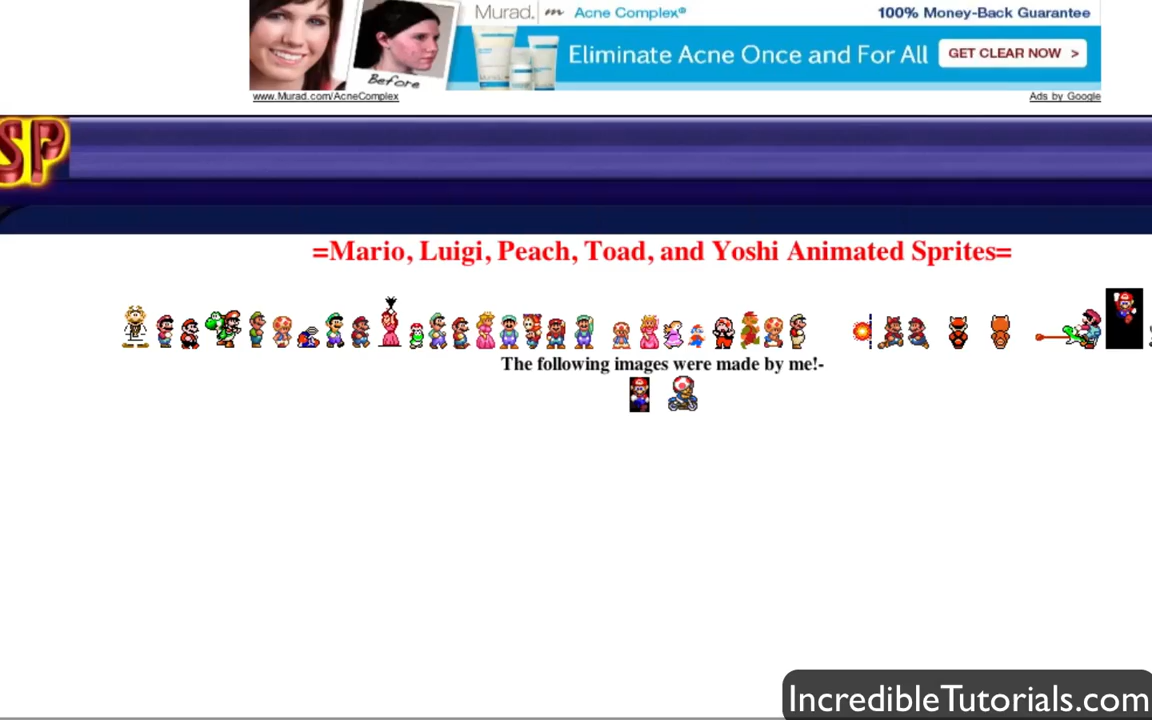 Murad. m Acne Complex®
100% Money-Back Guarantee
Eliminate Acne Once and For All
GET CLEAR NOW >
Before
www.Murad.com/AcneComplex
Ads by Google
SP
=Mario, Luigi, Peach, Toad, and Yoshi Animated Sprites=
The following images were made by me!-
IncredibleTutorials.com